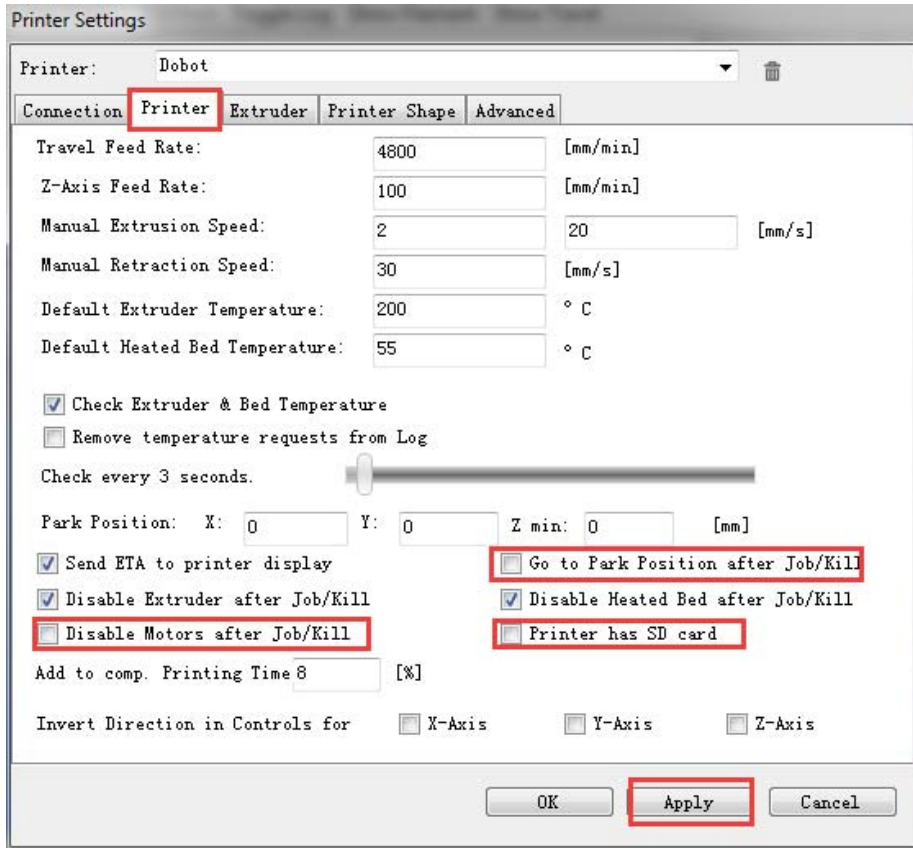 Printer Settings
Printer: Dobot
Connection Printer Extruder Printer Shape Advanced
Travel Feed Rate: 4800 [mm/min]
Z-Axis Feed Rate: 100 [mm/min]
Manual Extrusion Speed: 2 20 [mm/s]
Manual Retraction Speed: 30 [mm/s]
Default Extruder Temperature: 200 ° C
Default Heated Bed Temperature: 55 ° C
Check Extruder & Bed Temperature
Remove temperature requests from Log
Check every 3 seconds.
Park Position: X: 0 Y: 0 Z min: 0 [mm]
Send ETA to printer display Go to Park Position after Job/Kill
Disable Extruder after Job/Kill Disable Heated Bed after Job/Kill
Disable Motors after Job/Kill Printer has SD card
Add to comp. Printing Time 8 [%]
Invert Direction in Controls for X-Axis Y-Axis Z-Axis
OK Apply Cancel